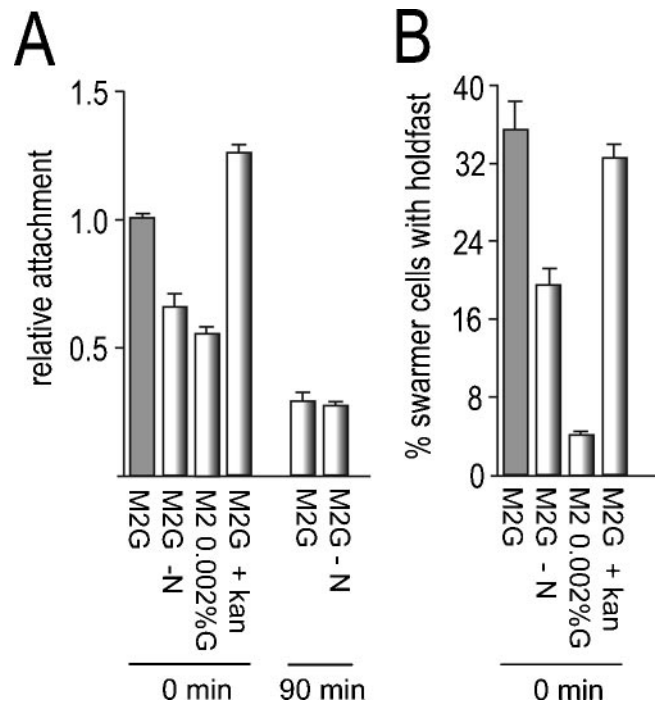 A
relative attachment
1.5
1.0
0.5
M2G
M2G -N
M2 0.002%G
M2G + kan
M2G
M2G - N
0 min
90 min
B
% swarmer cells with holdfast
40
32
24
16
8
0
M2G
M2G - N
M2 0.002%G
M2G + kan
0 min